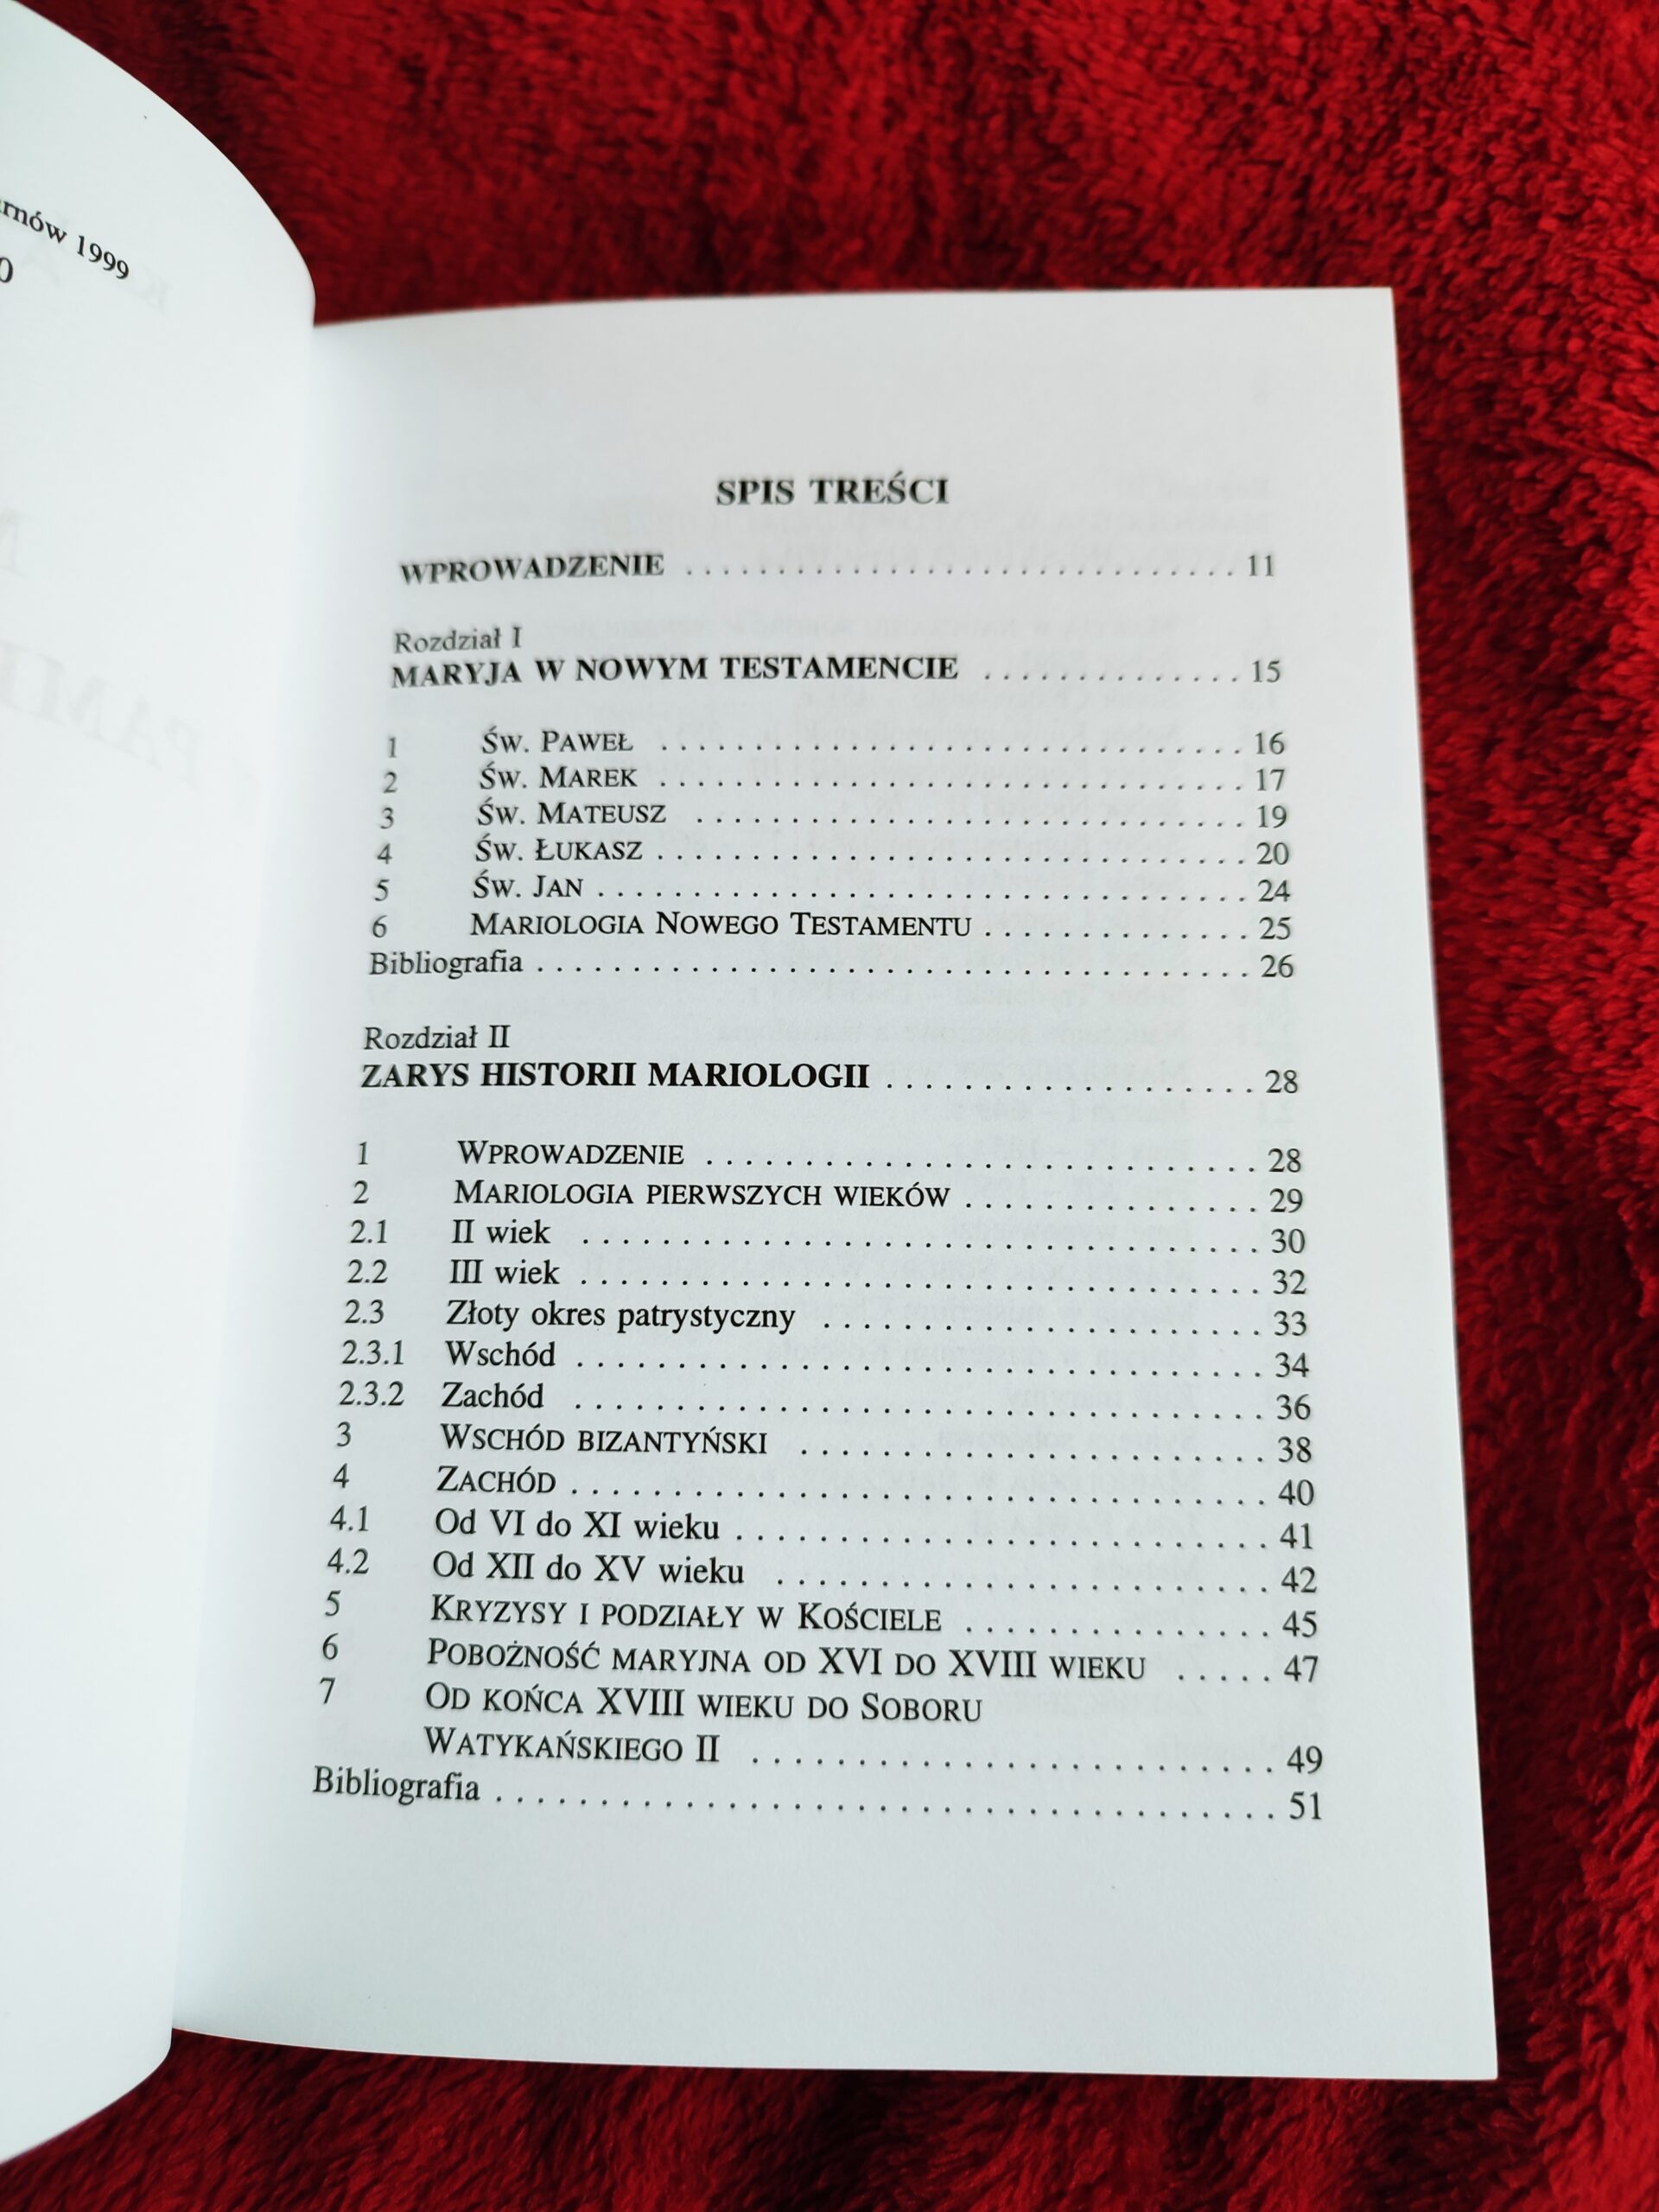 1999
SPIS TREŚCI
WPROWADZENIE . . . . . . . . . . . . . . . . . . . . . . . . . . . . . . 11
Rozdział I
MARYJA W NOWYM TESTAMENCIE . . . . . . . . . . . . . . 15
1 ŚW. PAWEŁ . . . . . . . . . . . . . . . . . . . . . . . . . . . . . . 16
2 ŚW. MAREK . . . . . . . . . . . . . . . . . . . . . . . . . . . . . . 17
3 ŚW. MATEUSZ . . . . . . . . . . . . . . . . . . . . . . . . . . . . . 19
4 ŚW. ŁUKASZ . . . . . . . . . . . . . . . . . . . . . . . . . . . . . . 20
5 ŚW. JAN . . . . . . . . . . . . . . . . . . . . . . . . . . . . . . . . . 24
6 MARIOLOGIA NOWEGO TESTAMENTU . . . . . . . . . . . . . . 25
Bibliografia . . . . . . . . . . . . . . . . . . . . . . . . . . . . . . . . . . . . 26
Rozdział II
ZARYS HISTORII MARIOLOGII . . . . . . . . . . . . . . . . . . . 28
1 WPROWADZENIE . . . . . . . . . . . . . . . . . . . . . . . . . . . . 28
2 MARIOLOGIA PIERWSZYCH WIEKÓW . . . . . . . . . . . . . . . 29
2.1 II wiek . . . . . . . . . . . . . . . . . . . . . . . . . . . . . . . . . . 30
2.2 III wiek . . . . . . . . . . . . . . . . . . . . . . . . . . . . . . . . . . 32
2.3 Złoty okres patrystyczny . . . . . . . . . . . . . . . . . . . . . . 33
2.3.1 Wschód . . . . . . . . . . . . . . . . . . . . . . . . . . . . . . . . . . 34
2.3.2 Zachód . . . . . . . . . . . . . . . . . . . . . . . . . . . . . . . . . . 36
3 WSCHÓD BIZANTYŃSKI . . . . . . . . . . . . . . . . . . . . . . . 38
4 ZACHÓD . . . . . . . . . . . . . . . . . . . . . . . . . . . . . . . . . . 40
4.1 Od VI do XI wieku . . . . . . . . . . . . . . . . . . . . . . . . . . 41
4.2 Od XII do XV wieku . . . . . . . . . . . . . . . . . . . . . . . . 42
5 KRYZYSY I PODZIAŁY W KOŚCIELE . . . . . . . . . . . . . . . 45
6 POBOŻNOŚĆ MARYJNA OD XVI DO XVIII WIEKU . . . . . 47
7 OD KOŃCA XVIII WIEKU DO SOBORU
WATYKAŃSKIEGO II . . . . . . . . . . . . . . . . . . . . . . . . . 49
Bibliografia . . . . . . . . . . . . . . . . . . . . . . . . . . . . . . . . . . . . . 51